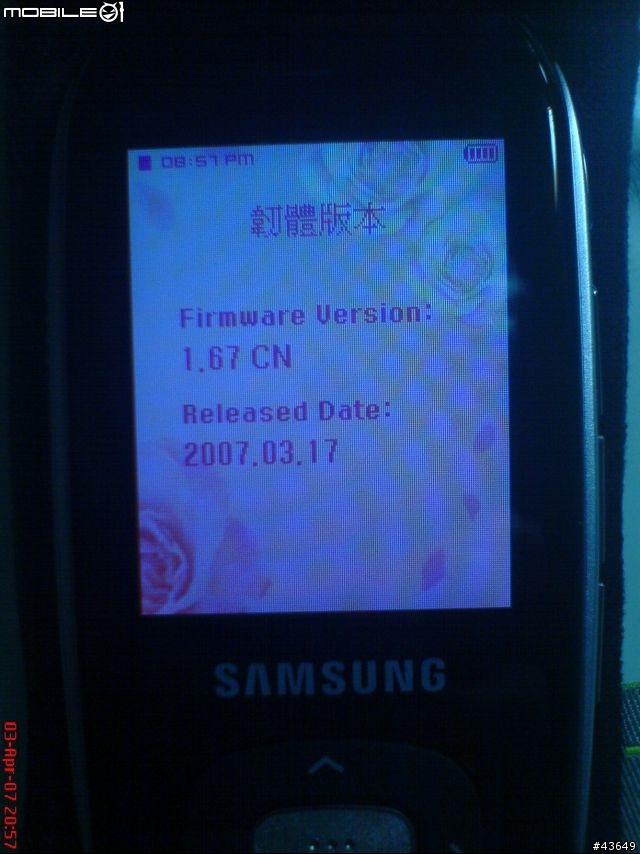 MOBILE01
08:57 PM
韌體版本
Firmware Version:
1.67 CN
Released Date:
2007.03.17
SAMSUNG
03-Apr-07 20:57
#43649